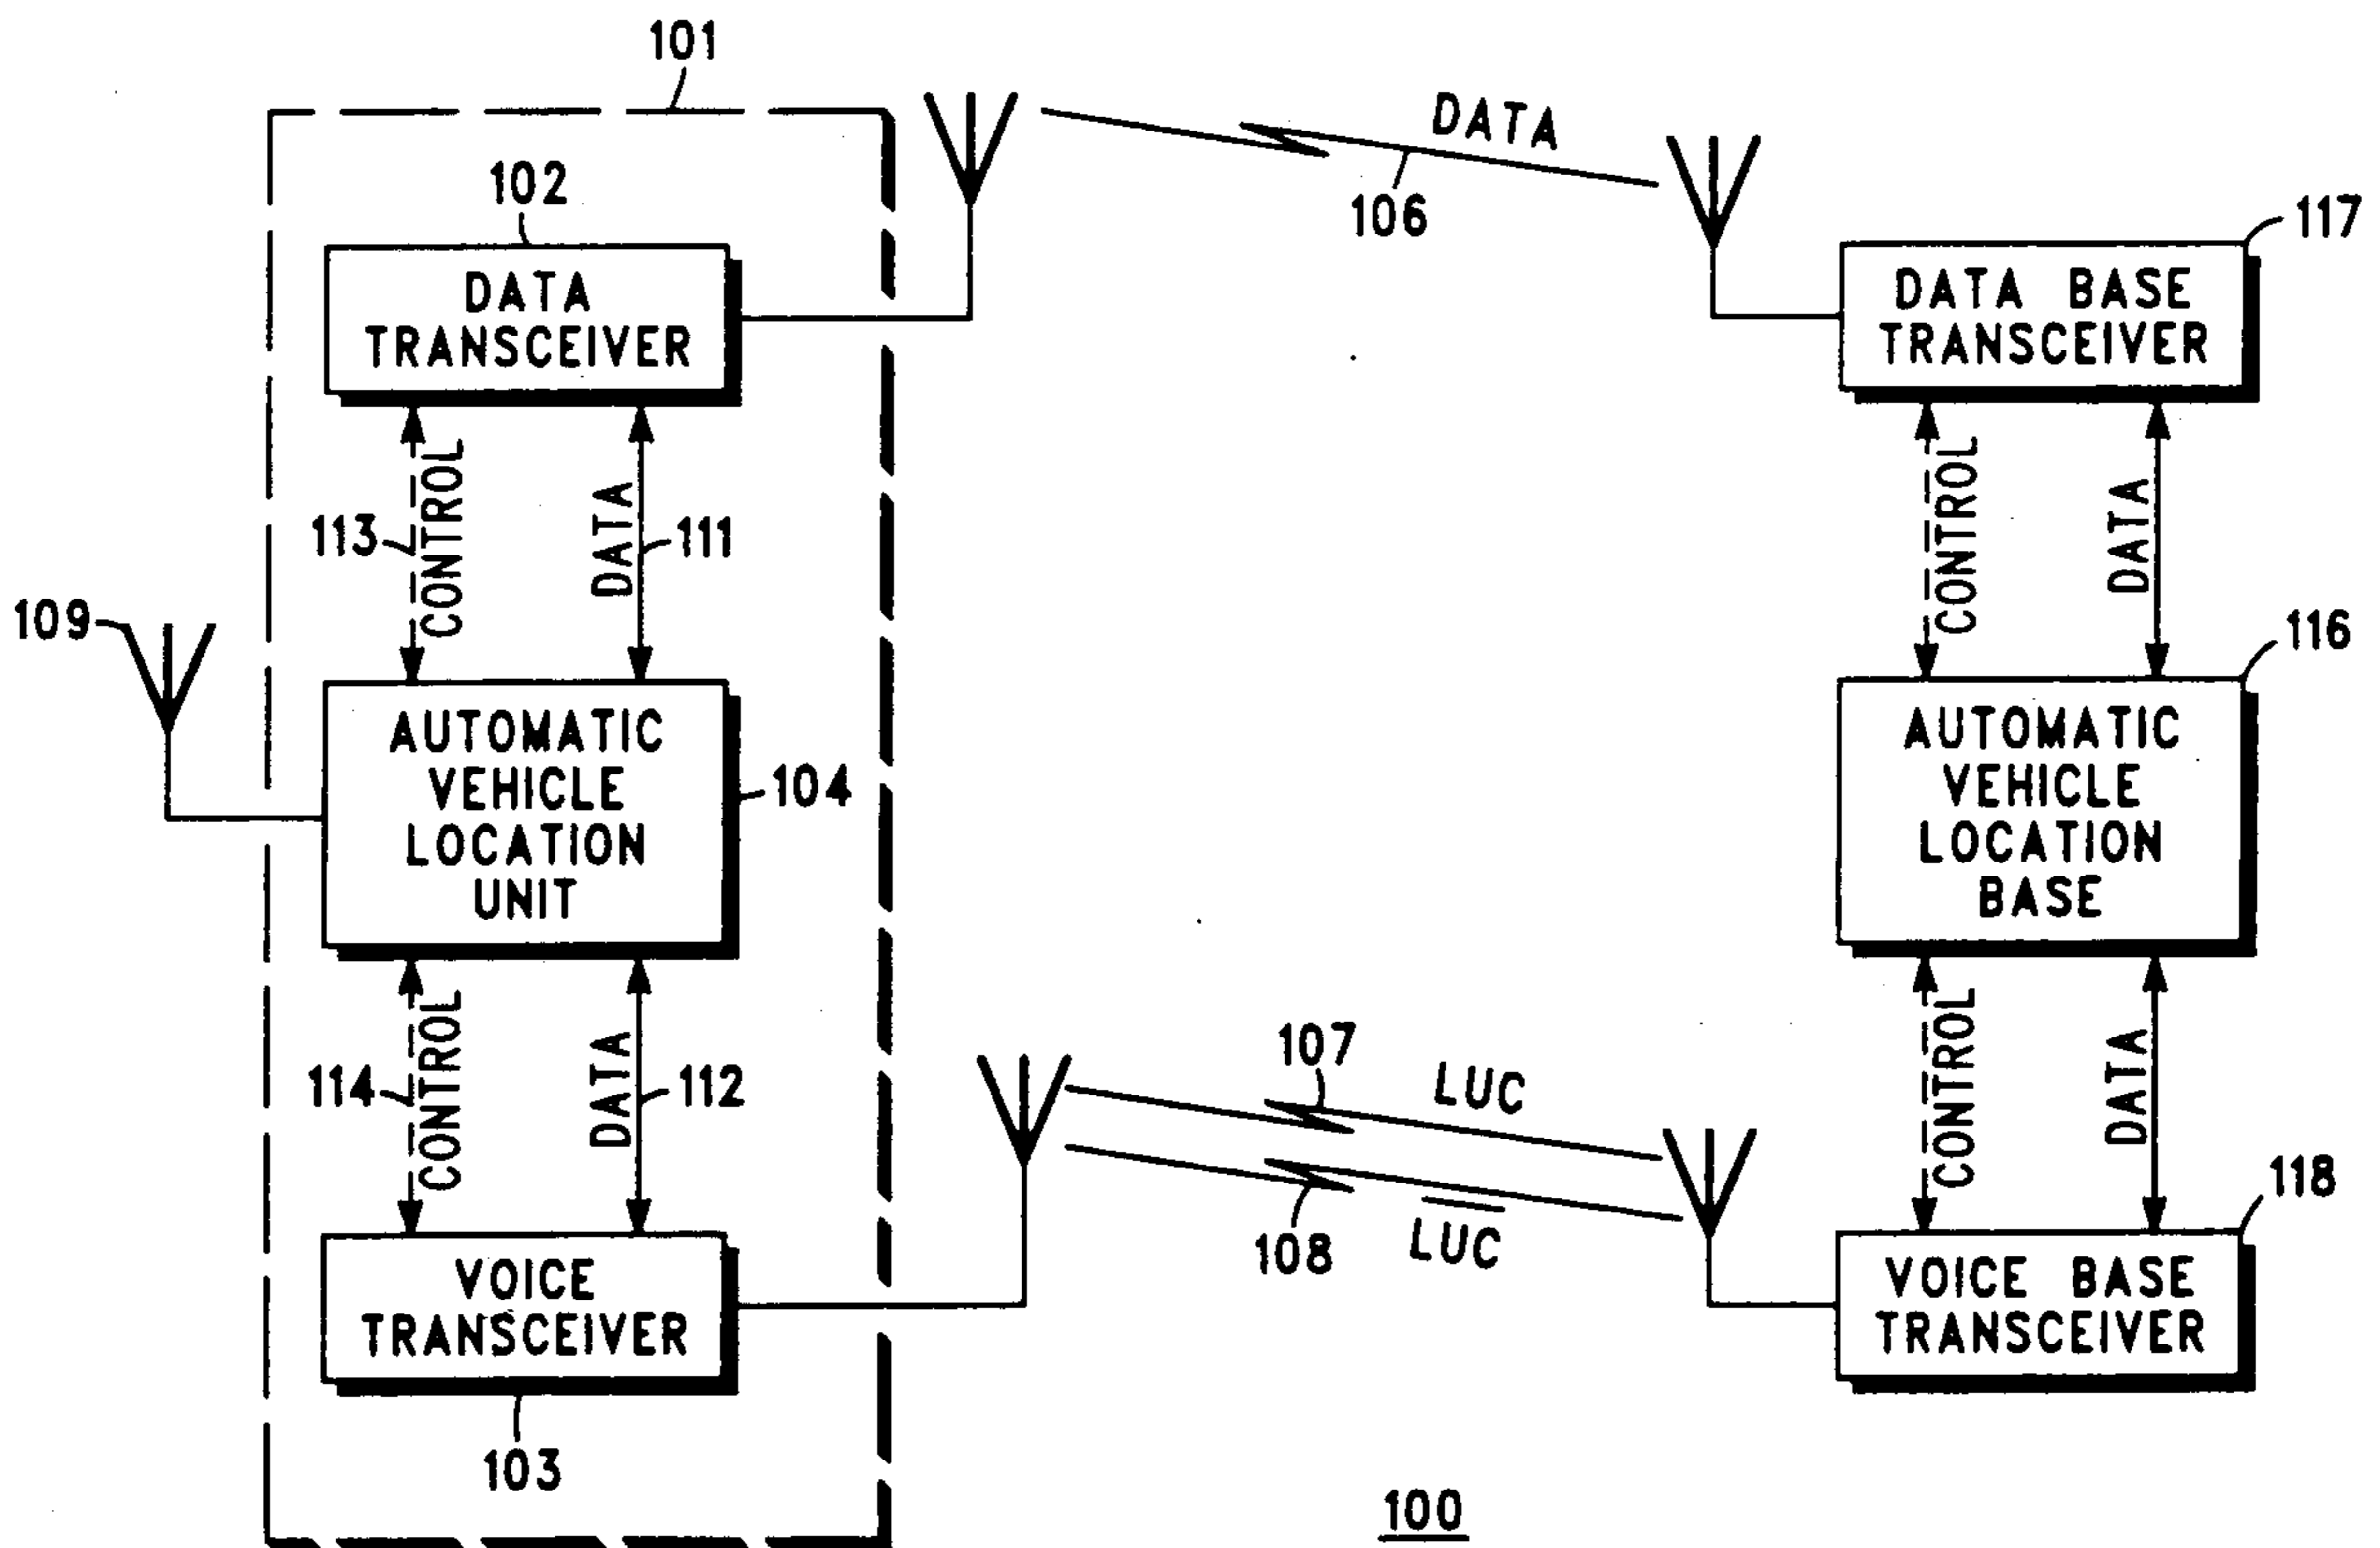 101
DATA
106
102
117
DATA
TRANSCEIVER
DATA BASE
TRANSCEIVER
113
CONTROL
DATA
111
CONTROL
DATA
109
116
AUTOMATIC
VEHICLE
LOCATION
UNIT
104
AUTOMATIC
VEHICLE
LOCATION
BASE
114
CONTROL
DATA
112
107
LUC
108
L̅U̅C̅
CONTROL
DATA
118
VOICE
TRANSCEIVER
VOICE BASE
TRANSCEIVER
103
100